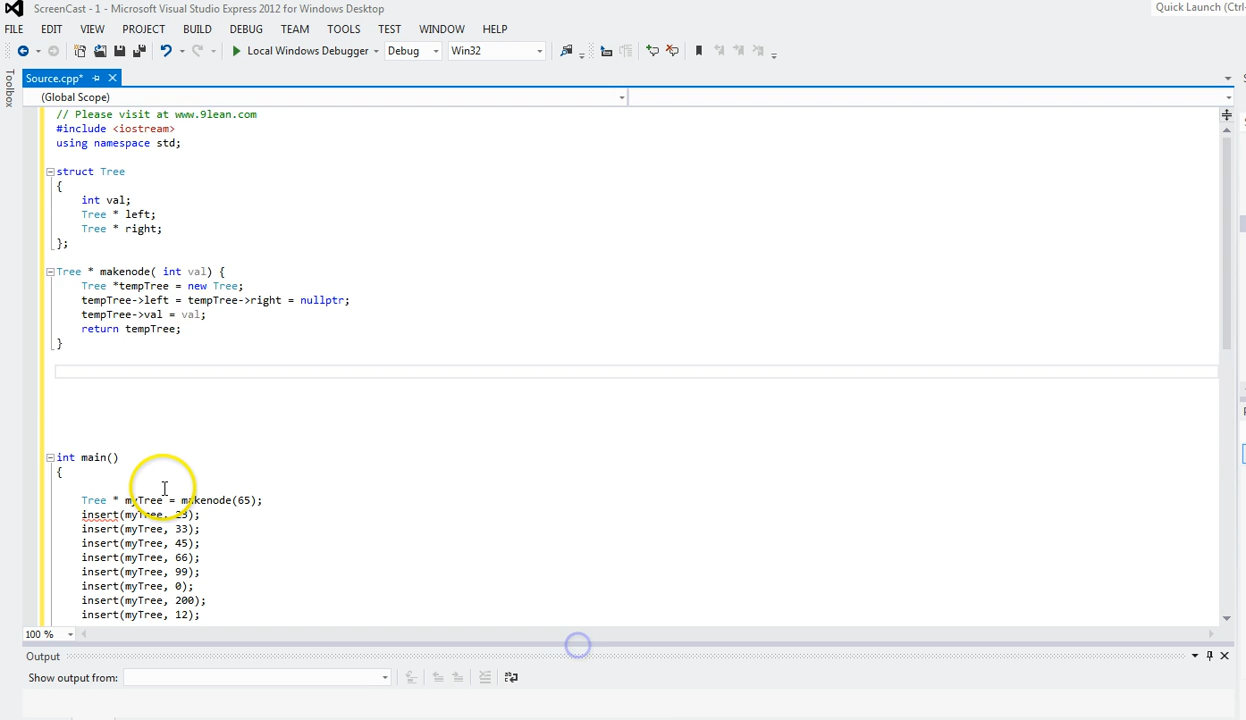 ScreenCast - 1 - Microsoft Visual Studio Express 2012 for Windows Desktop
Quick Launch (Ctrl-
FILE EDIT VIEW PROJECT BUILD DEBUG TEAM TOOLS TEST WINDOW HELP
Local Windows Debugger Debug Win32
Toolbox
Source.cpp*
(Global Scope)
// Please visit at www.9lean.com
#include <iostream>
using namespace std;
struct Tree
{
int val;
Tree * left;
Tree * right;
};
Tree * makenode( int val) {
Tree *tempTree = new Tree;
tempTree->left = tempTree->right = nullptr;
tempTree->val = val;
return tempTree;
}
int main()
{
Tree * myTree = makenode(65);
insert(myTree, 23);
insert(myTree, 33);
insert(myTree, 45);
insert(myTree, 66);
insert(myTree, 99);
insert(myTree, 0);
insert(myTree, 200);
insert(myTree, 12);
100 %
Output
Show output from: